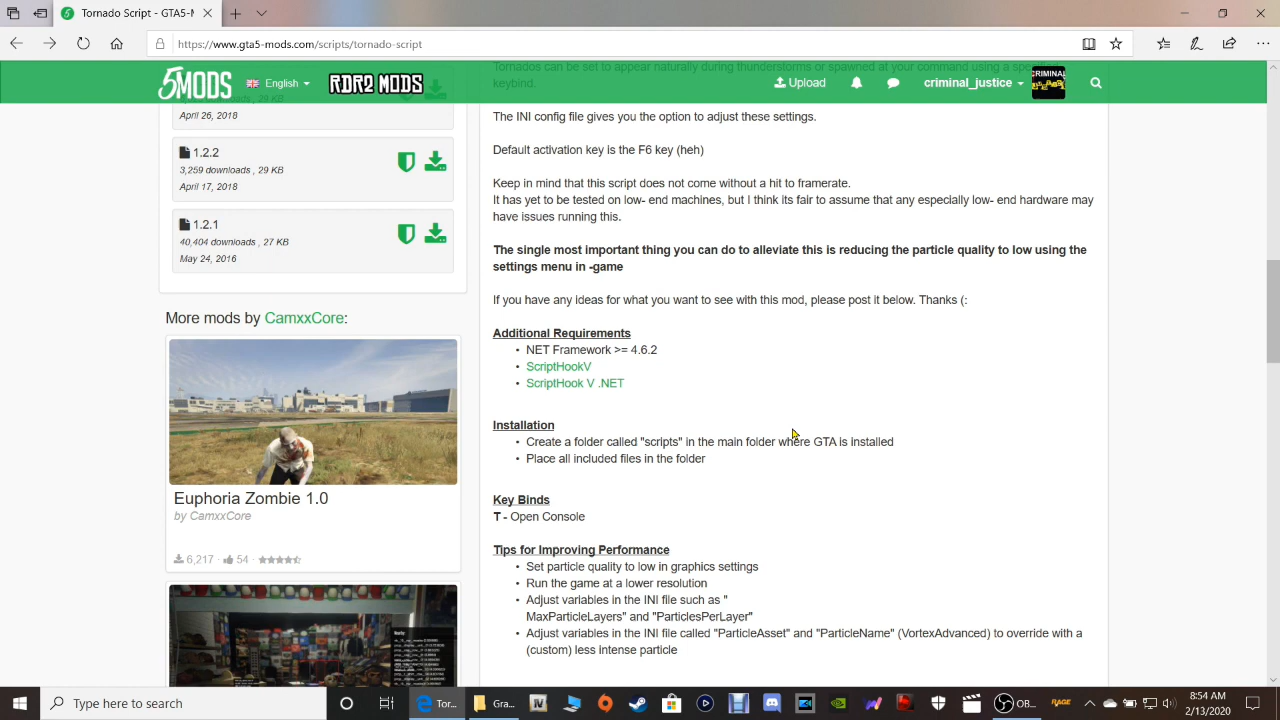 Tornado Script - GTA5-
https://www.gta5-mods.com/scripts/tornado-script
5MODS
English
RDR2 MODS
Upload
criminal_justice
CRIMINAL
Tornados can be set to appear naturally during thunderstorms or spawned at your command using a
keybind.
April 26, 2018
1.2.2
3,259 downloads , 29 KB
April 17, 2018
1.2.1
40,404 downloads , 27 KB
May 24, 2016
More mods by CamxxCore:
Euphoria Zombie 1.0
by CamxxCore
6,217 · 54 ·
The INI config file gives you the option to adjust these settings.
Default activation key is the F6 key (heh)
Keep in mind that this script does not come without a hit to framerate.
It has yet to be tested on low- end machines, but I think its fair to assume that any especially low- end hardware may
have issues running this.
The single most important thing you can do to alleviate this is reducing the particle quality to low using the
settings menu in -game
If you have any ideas for what you want to see with this mod, please post it below. Thanks (:
Additional Requirements
• NET Framework >= 4.6.2
• ScriptHookV
• ScriptHook V .NET
Installation
• Create a folder called "scripts" in the main folder where GTA is installed
• Place all included files in the folder
Key Binds
T - Open Console
Tips for Improving Performance
• Set particle quality to low in graphics settings
• Run the game at a lower resolution
• Adjust variables in the INI file such as "
MaxParticleLayers" and "ParticlesPerLayer"
• Adjust variables in the INI file called "ParticleAsset" and "ParticleName" (VortexAdvanced) to override with a
(custom) less intense particle
Type here to search
Tor...
Gra...
OB...
RAGE
8:54 AM
2/13/2020